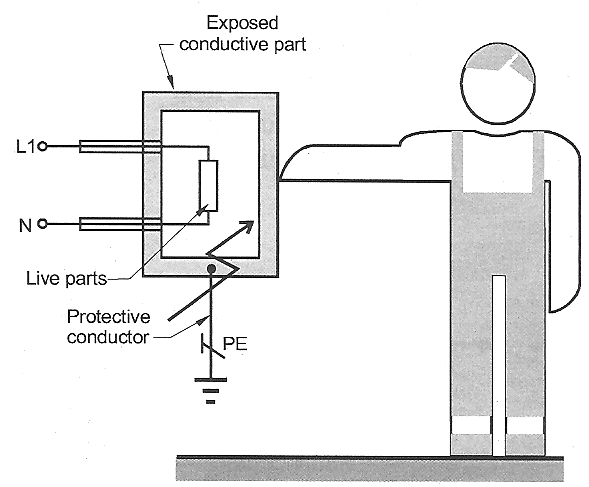 Exposed
conductive part
L1
N
Live parts
Protective
conductor
PE